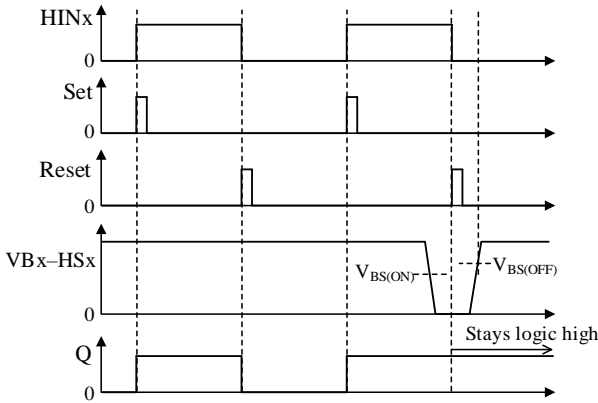 HINx
0
Set
0
Reset
0
VBx–HSx
VBS(ON)
VBS(OFF)
0
Stays logic high
Q
0